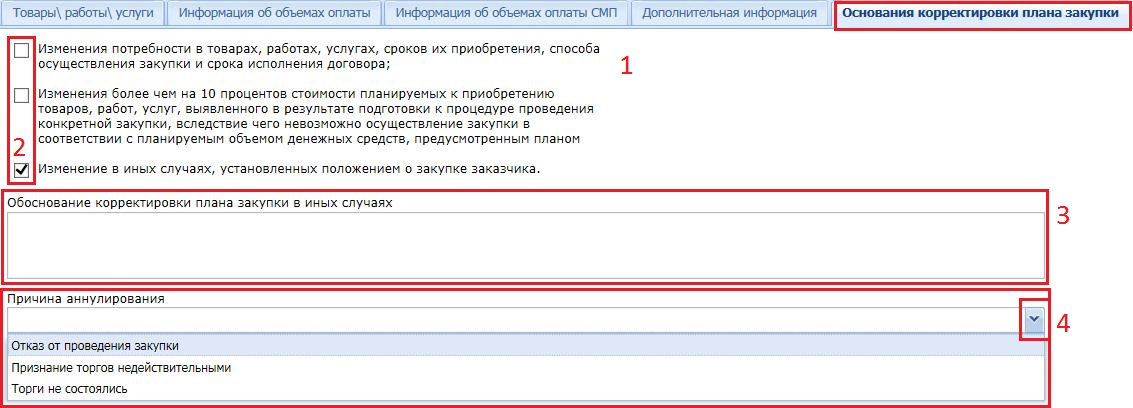 Товары\ работы\ услуги Информация об объемах оплаты Информация об объемах оплаты СМП Дополнительная информация Основания корректировки плана закупки
Изменения потребности в товарах, работах, услугах, сроков их приобретения, способа
осуществления закупки и срока исполнения договора;
1
Изменения более чем на 10 процентов стоимости планируемых к приобретению
товаров, работ, услуг, выявленного в результате подготовки к процедуре проведения
конкретной закупки, вследствие чего невозможно осуществление закупки в
соответствии с планируемым объемом денежных средств, предусмотренным планом
2
Изменение в иных случаях, установленных положением о закупке заказчика.
Обоснование корректировки плана закупки в иных случаях
3
Причина аннулирования
4
Отказ от проведения закупки
Признание торгов недействительными
Торги не состоялись